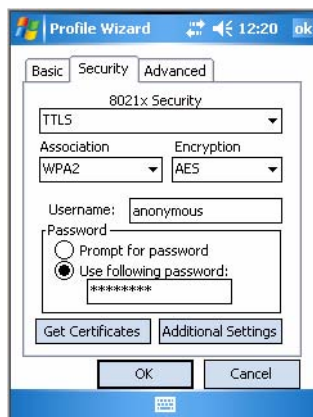 Profile Wizard 12:20 ok
Basic Security Advanced
8021x Security
TTLS
Association Encryption
WPA2 AES
Username: anonymous
Password
Prompt for password
Use following password:
********
Get Certificates Additional Settings
OK Cancel